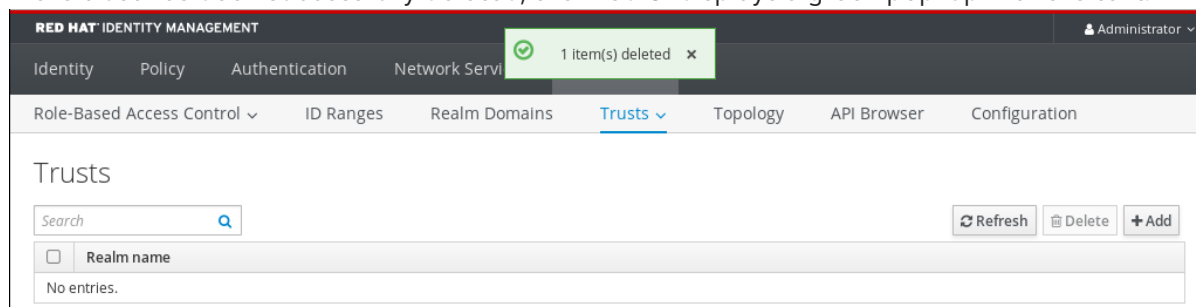 RED HAT IDENTITY MANAGEMENT
Administrator
1 item(s) deleted ×
Identity Policy Authentication Network Servi
Role-Based Access Control ID Ranges Realm Domains Trusts Topology API Browser Configuration
Trusts
Search
Refresh Delete + Add
Realm name
No entries.